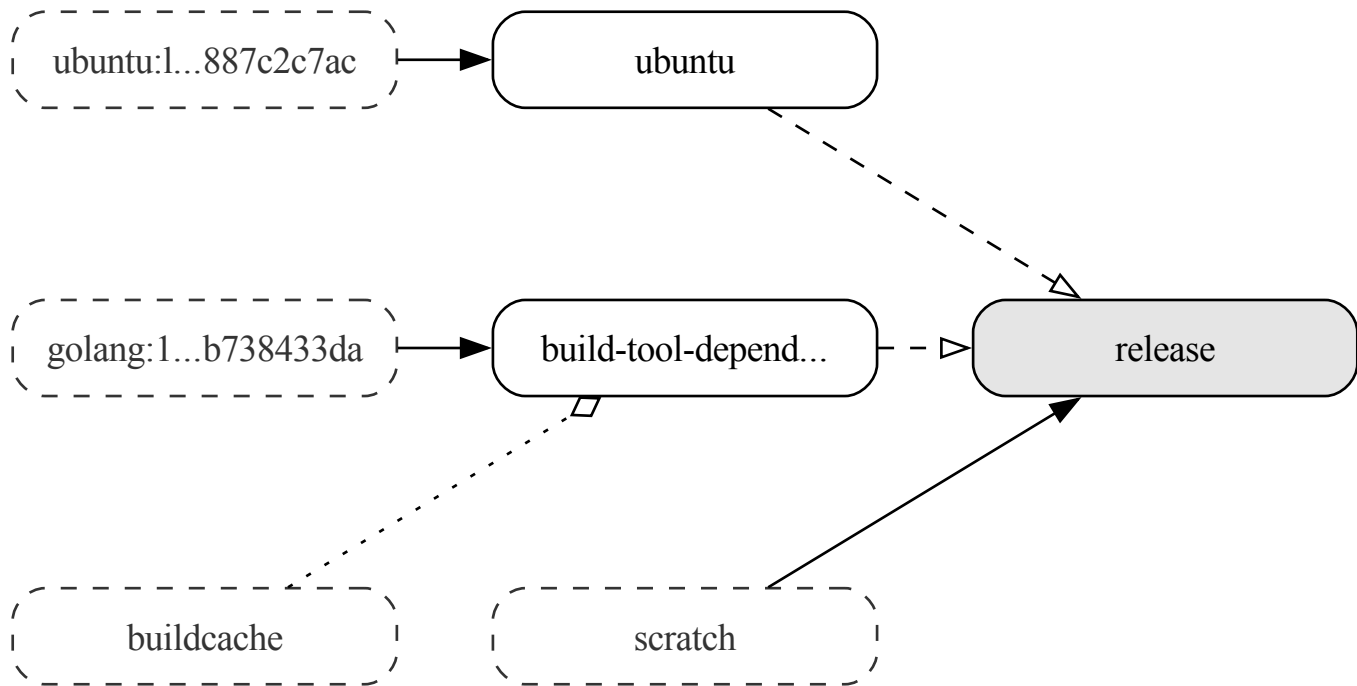 ubuntu:l...887c2c7ac
ubuntu
golang:1...b738433da
build-tool-depend...
release
buildcache
scratch